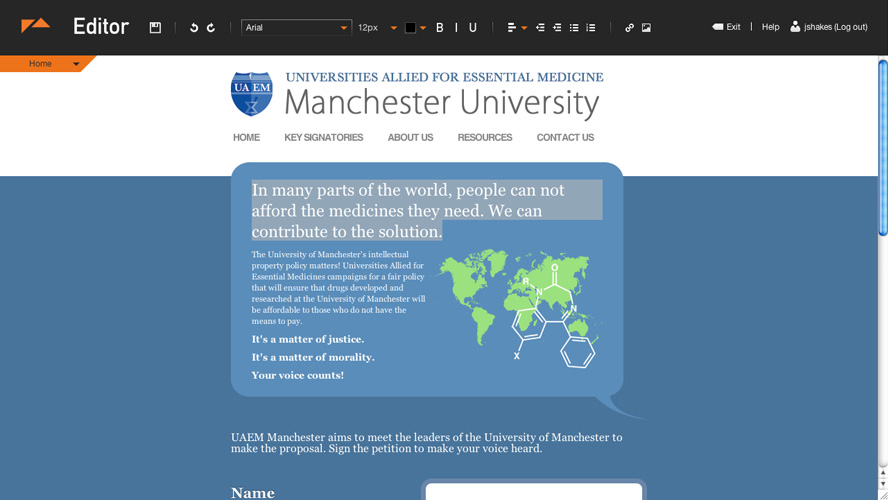 Editor
Arial
12px
B I U
Exit
Help
jshakes (Log out)
Home
UA EM
UNIVERSITIES ALLIED FOR ESSENTIAL MEDICINE
Manchester University
HOME
KEY SIGNATORIES
ABOUT US
RESOURCES
CONTACT US
In many parts of the world, people can not
afford the medicines they need. We can
contribute to the solution.
The University of Manchester's intellectual
property policy matters! Universities Allied for
Essential Medicines campaigns for a fair policy
that will ensure that drugs developed and
researched at the University of Manchester will
be affordable to those who do not have the
means to pay.
It's a matter of justice.
It's a matter of morality.
Your voice counts!
O
R
N
N
X
UAEM Manchester aims to meet the leaders of the University of Manchester to
make the proposal. Sign the petition to make your voice heard.
Name